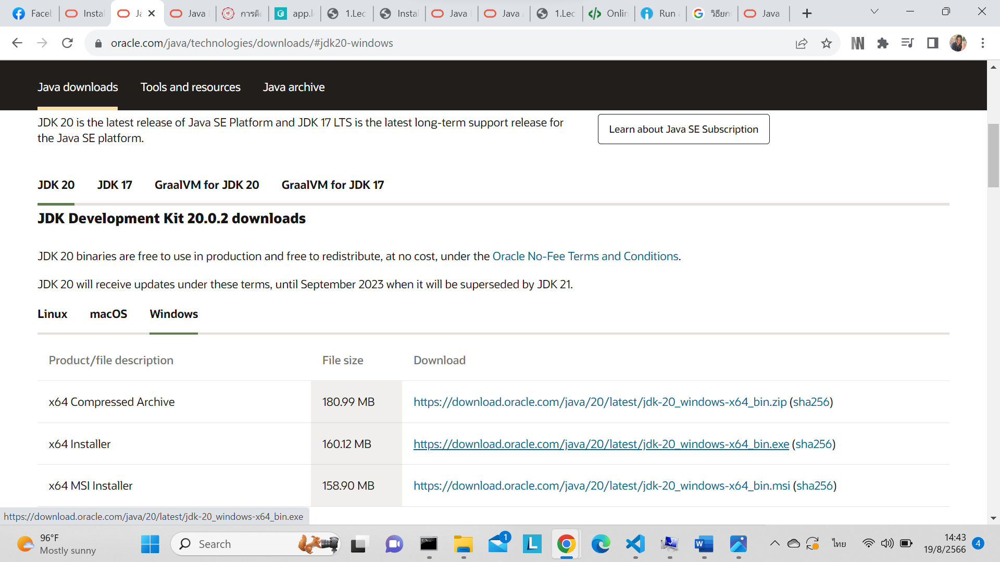 Faceb
Instal
Ja
Java
การติด
app.l
1.Lec
Instal
Java
Java
1.Lec
Onlin
Run a
วิธียก
Java
oracle.com/java/technologies/downloads/#jdk20-windows
Java downloads
Tools and resources
Java archive
JDK 20 is the latest release of Java SE Platform and JDK 17 LTS is the latest long-term support release for
the Java SE platform.
Learn about Java SE Subscription
JDK 20
JDK 17
GraalVM for JDK 20
GraalVM for JDK 17
JDK Development Kit 20.0.2 downloads
JDK 20 binaries are free to use in production and free to redistribute, at no cost, under the Oracle No-Fee Terms and Conditions.
JDK 20 will receive updates under these terms, until September 2023 when it will be superseded by JDK 21.
Linux
macOS
Windows
Product/file description
File size
Download
x64 Compressed Archive
180.99 MB
https://download.oracle.com/java/20/latest/jdk-20_windows-x64_bin.zip (sha256)
x64 Installer
160.12 MB
https://download.oracle.com/java/20/latest/jdk-20_windows-x64_bin.exe (sha256)
x64 MSI Installer
158.90 MB
https://download.oracle.com/java/20/latest/jdk-20_windows-x64_bin.msi (sha256)
https://download.oracle.com/java/20/latest/jdk-20_windows-x64_bin.exe
96°F
Mostly sunny
Search
1
ไทย
14:43
19/8/2566
4